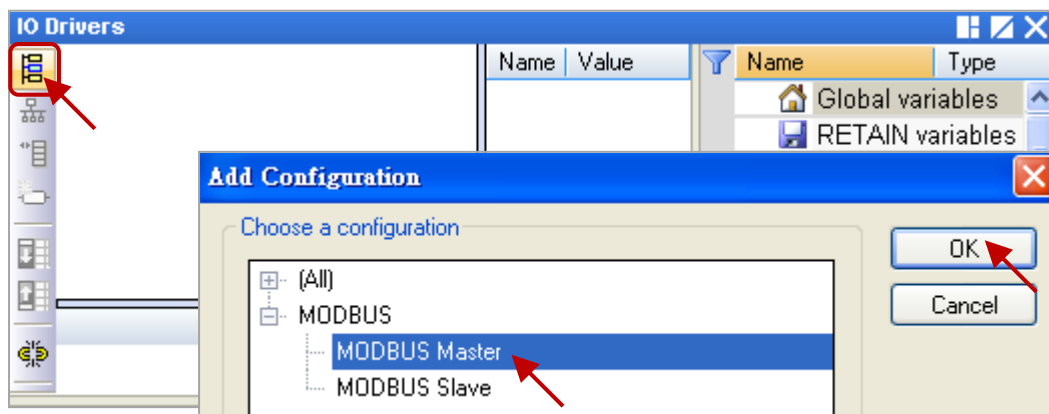 IO Drivers
Name Value Name Type
Global variables
RETAIN variables
Add Configuration
Choose a configuration
OK
(All)
Cancel
MODBUS
MODBUS Master
MODBUS Slave